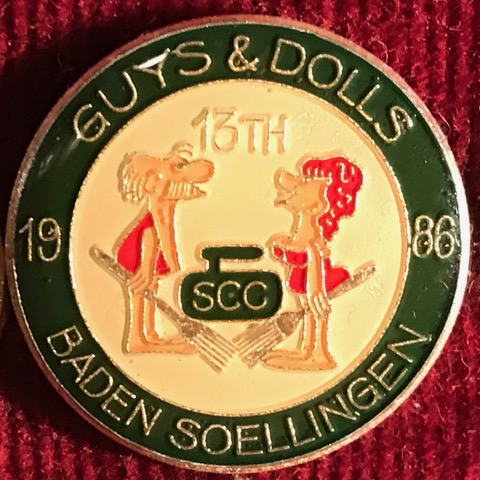 GUYS & DOLLS
13TH
19 86
SCC
BADEN SOELLINGEN